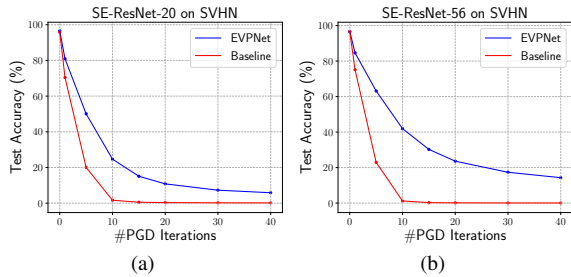 SE-ResNet-20 on SVHN
EVPNet
Baseline
Test Accuracy (%)
100
80
60
40
20
0
0
10
20
30
40
#PGD Iterations
(a)
SE-ResNet-56 on SVHN
EVPNet
Baseline
Test Accuracy (%)
100
80
60
40
20
0
0
10
20
30
40
#PGD Iterations
(b)